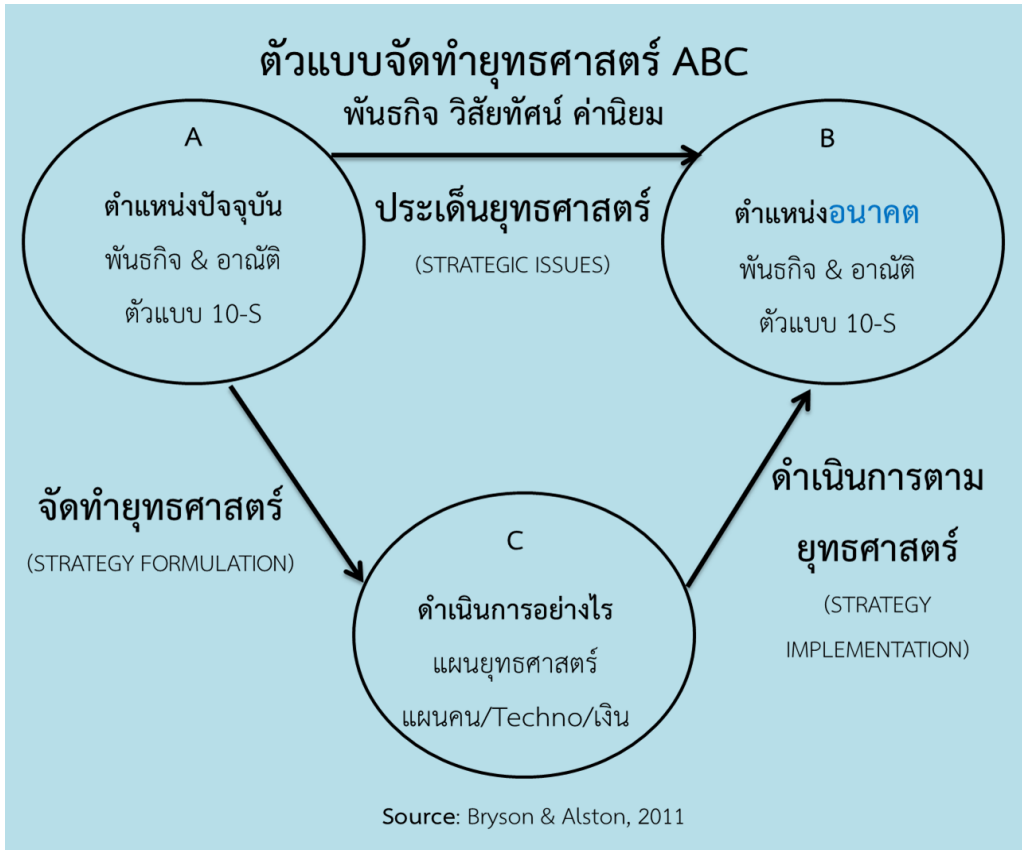 ตัวแบบจัดทำยุทธศาสตร์ ABC
พันธกิจ วิสัยทัศน์ ค่านิยม
A
ตำแหน่งปัจจุบัน
พันธกิจ & อาณัติ
ตัวแบบ 10-S
ประเด็นยุทธศาสตร์
(STRATEGIC ISSUES)
B
ตำแหน่งอนาคต
พันธกิจ & อาณัติ
ตัวแบบ 10-S
จัดทำยุทธศาสตร์
(STRATEGY FORMULATION)
C
ดำเนินการอย่างไร
แผนยุทธศาสตร์
แผนคน/Techno/เงิน
ดำเนินการตาม
ยุทธศาสตร์
(STRATEGY
IMPLEMENTATION)
Source: Bryson & Alston, 2011